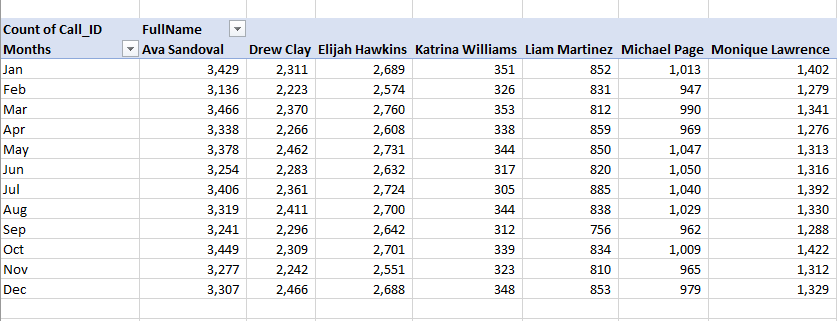 Count of Call_ID FullName
Months Ava Sandoval Drew Clay Elijah Hawkins Katrina Williams Liam Martinez Michael Page Monique Lawrence
Jan 3,429 2,311 2,689 351 852 1,013 1,402
Feb 3,136 2,223 2,574 326 831 947 1,279
Mar 3,466 2,370 2,760 353 812 990 1,341
Apr 3,338 2,266 2,608 338 859 969 1,276
May 3,378 2,462 2,731 344 850 1,047 1,313
Jun 3,254 2,283 2,632 317 820 1,050 1,316
Jul 3,406 2,361 2,724 305 885 1,040 1,392
Aug 3,319 2,411 2,700 344 838 1,029 1,330
Sep 3,241 2,296 2,642 312 756 962 1,288
Oct 3,449 2,309 2,701 339 834 1,009 1,422
Nov 3,277 2,242 2,551 323 810 965 1,312
Dec 3,307 2,466 2,688 348 853 979 1,329